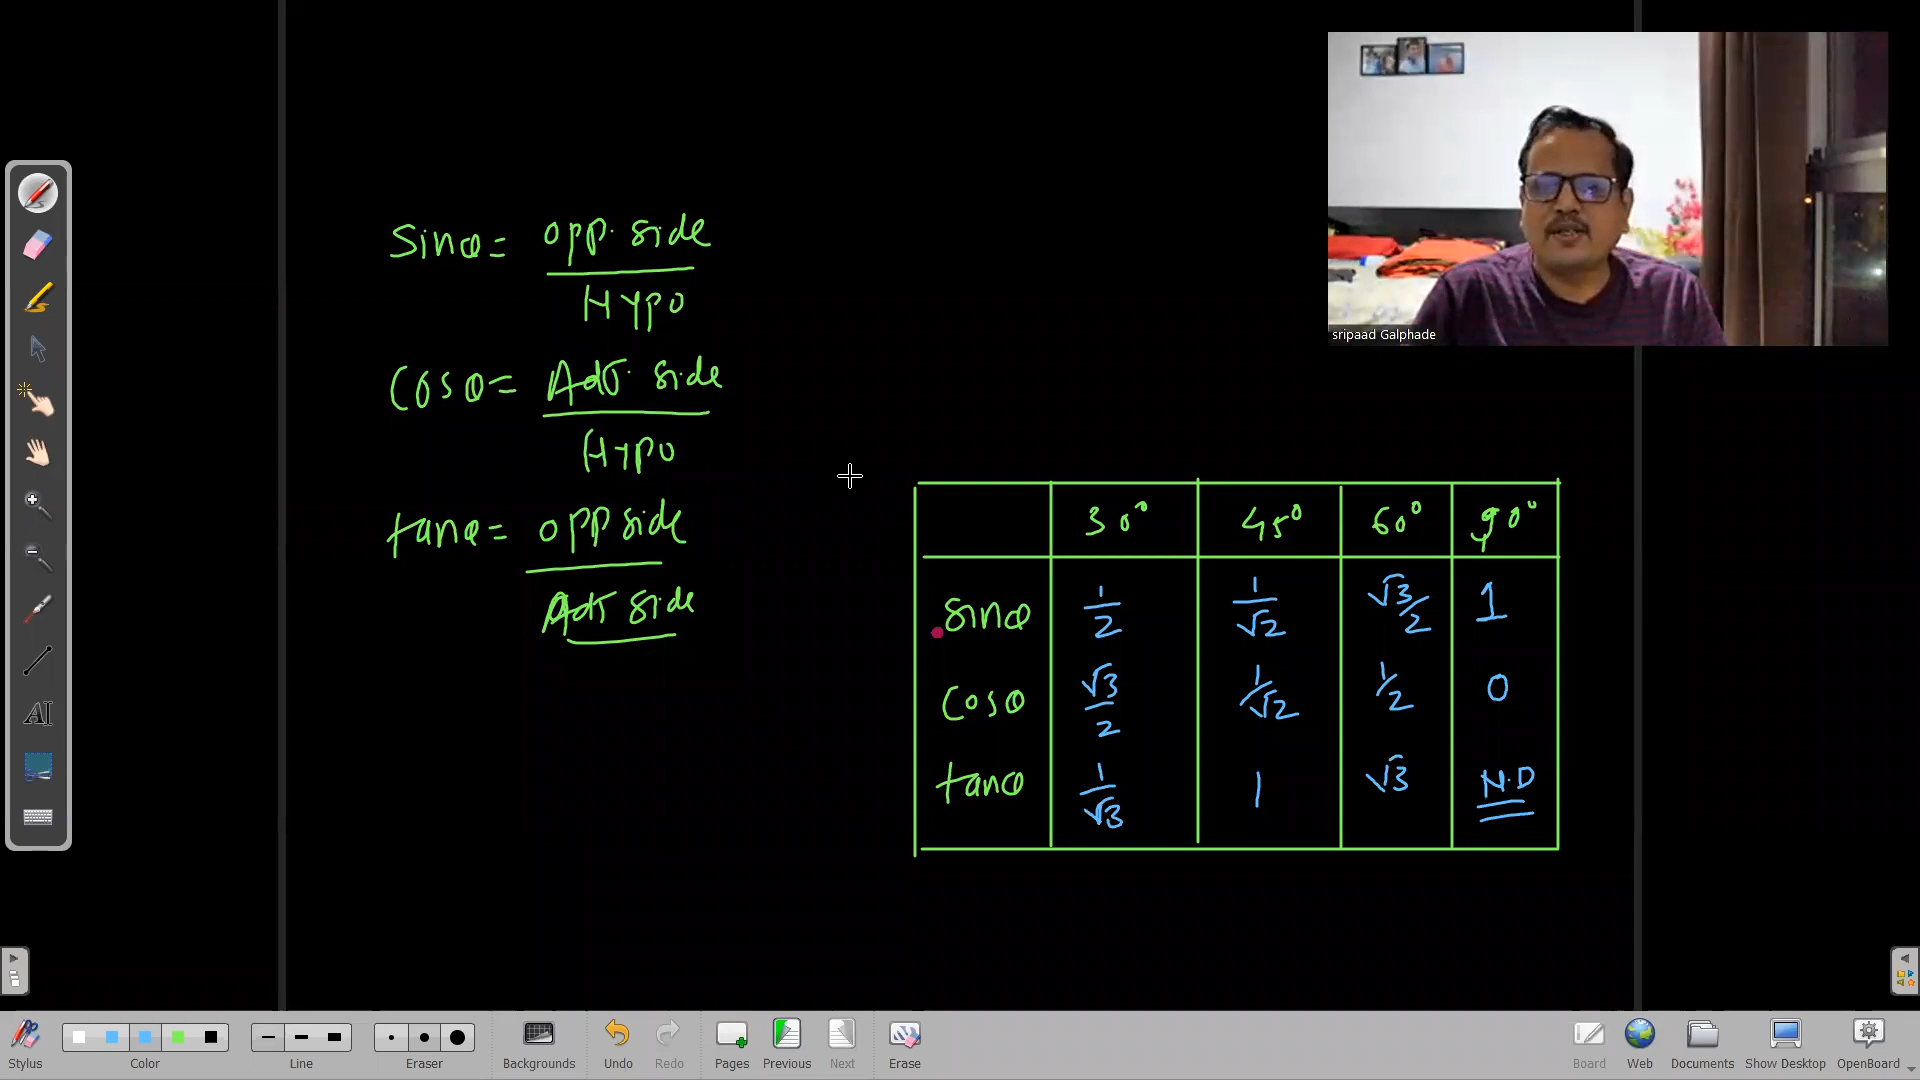 sripaad Galphade
Sinθ = opp. side
Hypo
Cosθ = AdJ. side
Hypo
tanθ = opp side
AdJ side
30° 45° 60° 90°
sinθ 1/2 1/√2 √3/2 1
Cosθ √3/2 1/√2 1/2 0
tanθ 1/√3 1 √3 N.D
Stylus Color Line Eraser Backgrounds Undo Redo Pages Previous Next Erase Board Web Documents Show Desktop OpenBoard